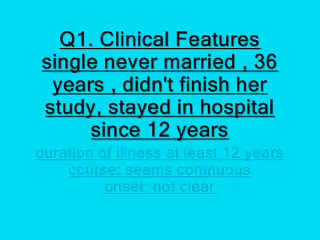 Q1. Clinical Features
single never married , 36
years , didn't finish her
study, stayed in hospital
since 12 years
duration of illness at least 12 years
course: seems continuous
onset: not clear